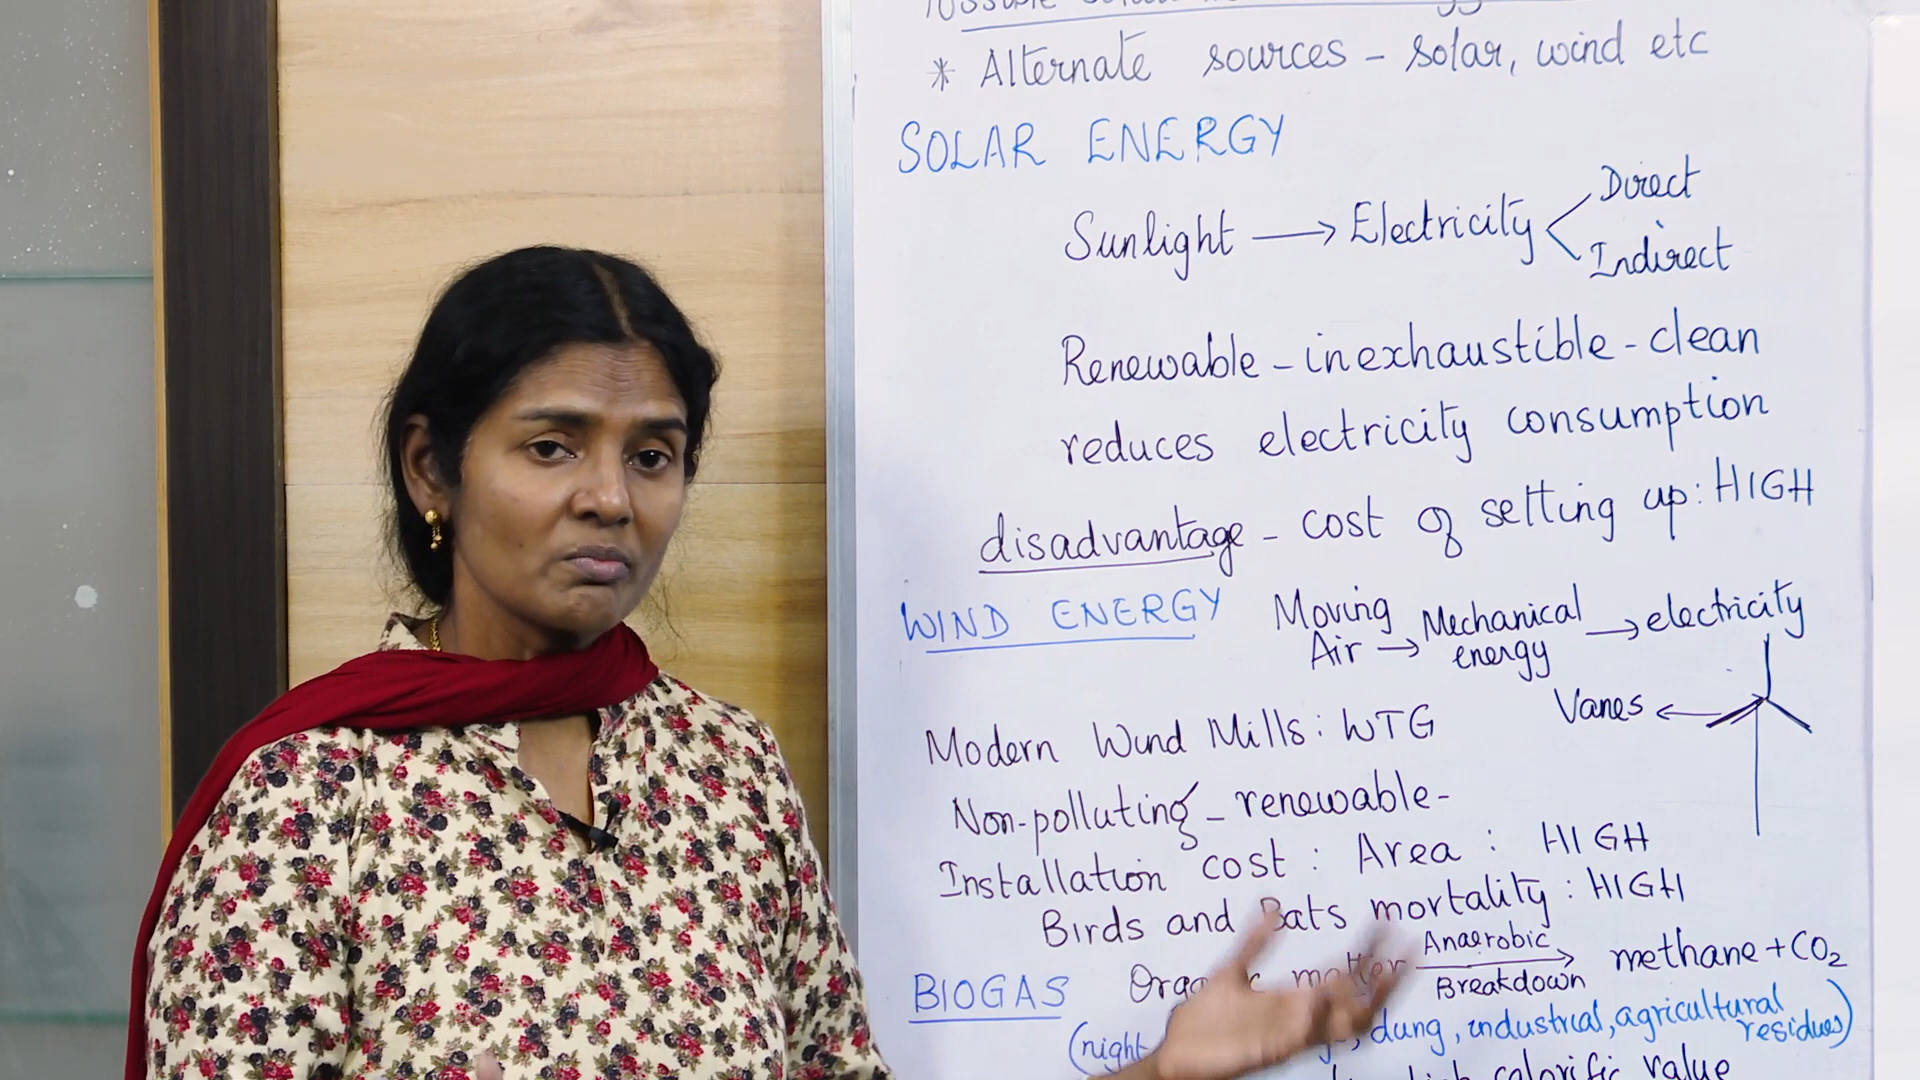 Possible
* Alternate sources - solar, wind etc
SOLAR ENERGY
Sunlight → Electricity < Direct
Indirect
Renewable - inexhaustible - clean
reduces electricity consumption
disadvantage - cost of setting up: HIGH
WIND ENERGY Moving Air → Mechanical energy → electricity
Vanes ←
Modern Wind Mills: WTG
Non-polluting - renewable -
Installation cost : Area : HIGH
Birds and Bats mortality : HIGH
BIOGAS matter Anaerobic Breakdown → methane + CO2
(night , dung, industrial, agricultural residues)
calorific value